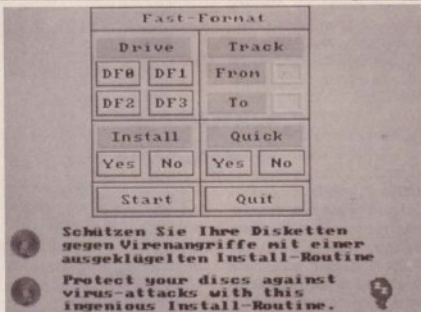 Fast-Format
Drive
Track
DF0 DF1
From
DF2 DF3
To
Install
Quick
Yes No
Yes No
Start
Quit
Schützen Sie Ihre Disketten
gegen Virenangriffe mit einer
ausgeklügelten Install-Routine
Protect your discs against
virus-attacks with this
ingenious Install-Routine.